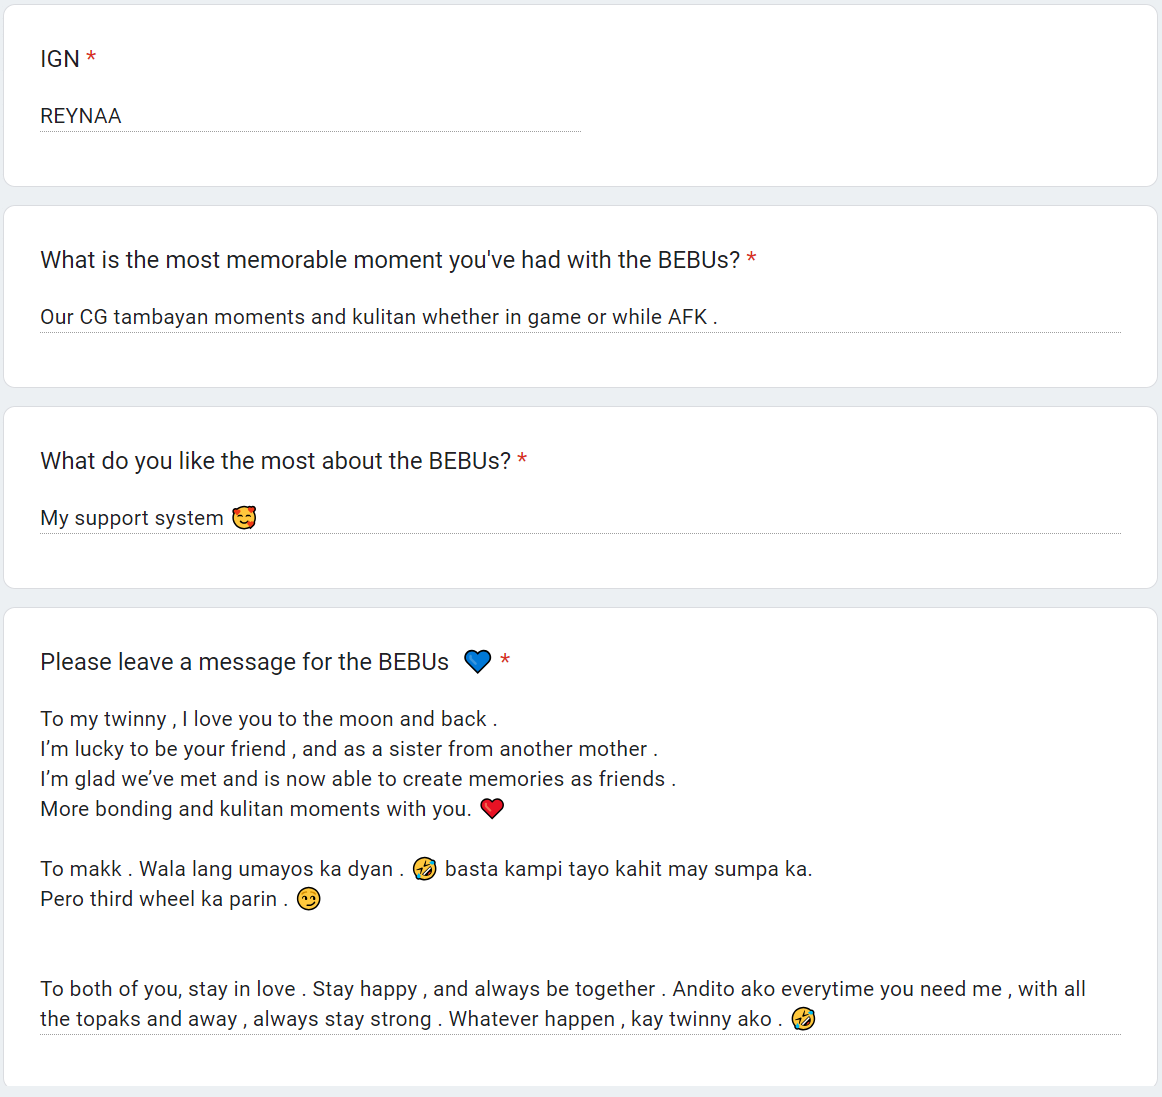 IGN *
REYNAA
What is the most memorable moment you've had with the BEBUs? *
Our CG tambayan moments and kulitan whether in game or while AFK .
What do you like the most about the BEBUs? *
My support system 🥰
Please leave a message for the BEBUs 💙 *
To my twinny , I love you to the moon and back .
I’m lucky to be your friend , and as a sister from another mother .
I’m glad we’ve met and is now able to create memories as friends .
More bonding and kulitan moments with you. ❤️
To makk . Wala lang umayos ka dyan . 🤣 basta kampi tayo kahit may sumpa ka.
Pero third wheel ka parin . 😏
To both of you, stay in love . Stay happy , and always be together . Andito ako everytime you need me , with all
the topaks and away , always stay strong . Whatever happen , kay twinny ako . 🤣